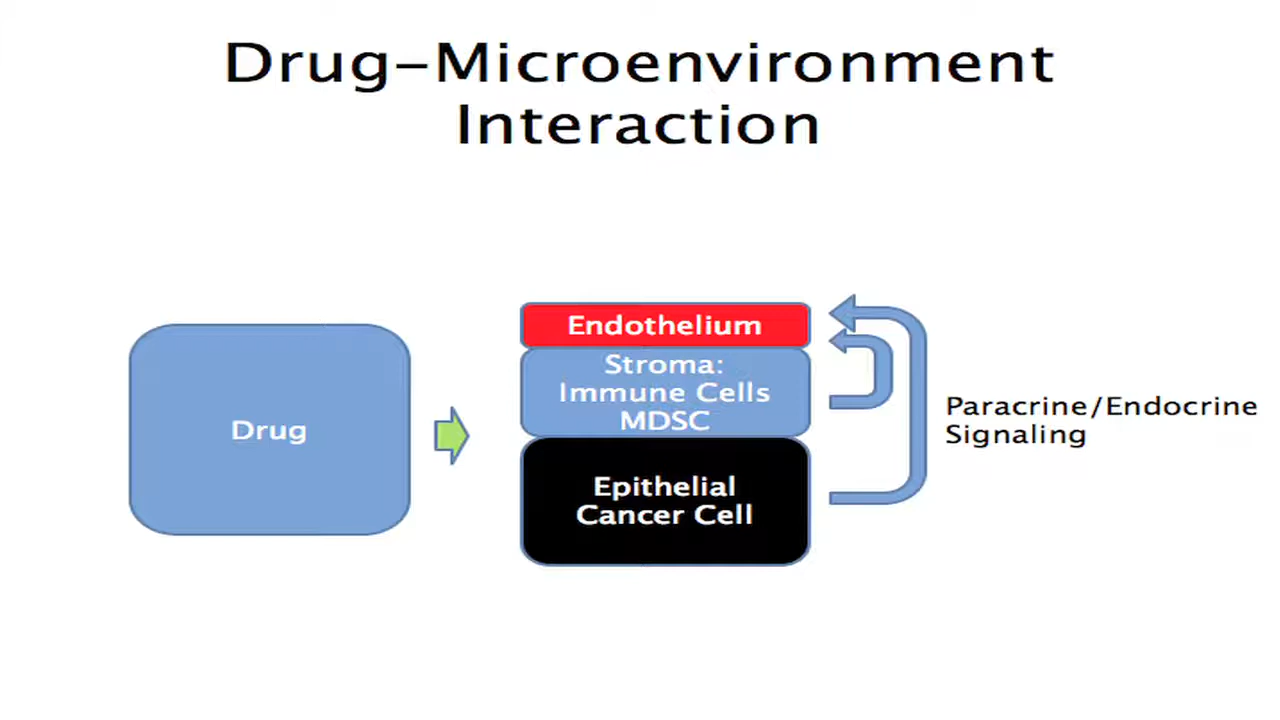 Drug–Microenvironment
Interaction
Drug
Endothelium
Stroma:
Immune Cells
MDSC
Epithelial
Cancer Cell
Paracrine/Endocrine
Signaling